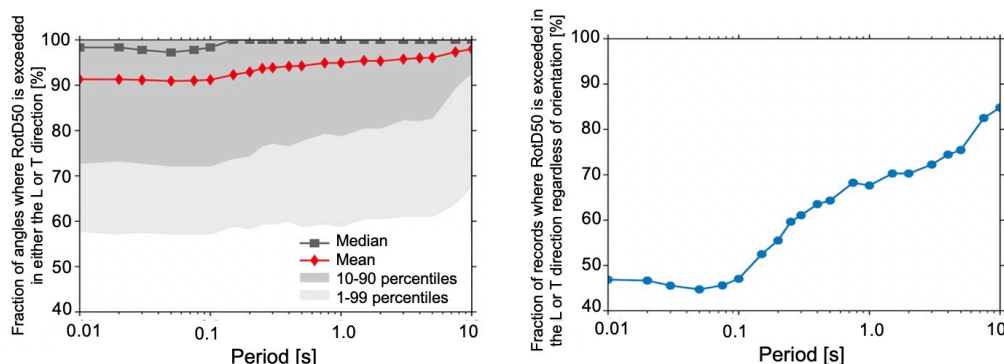 Fraction of angles where RotD50 is exceeded
in either the L or T direction [%]
100
90
80
70
60
50
40
0.01
0.1
1.0
10
Period [s]
Median
Mean
10-90 percentiles
1-99 percentiles
Fraction of records where RotD50 is exceeded in
the L or T direction regardless of orientation [%]
100
90
80
70
60
50
40
0.01
0.1
1.0
10
Period [s]